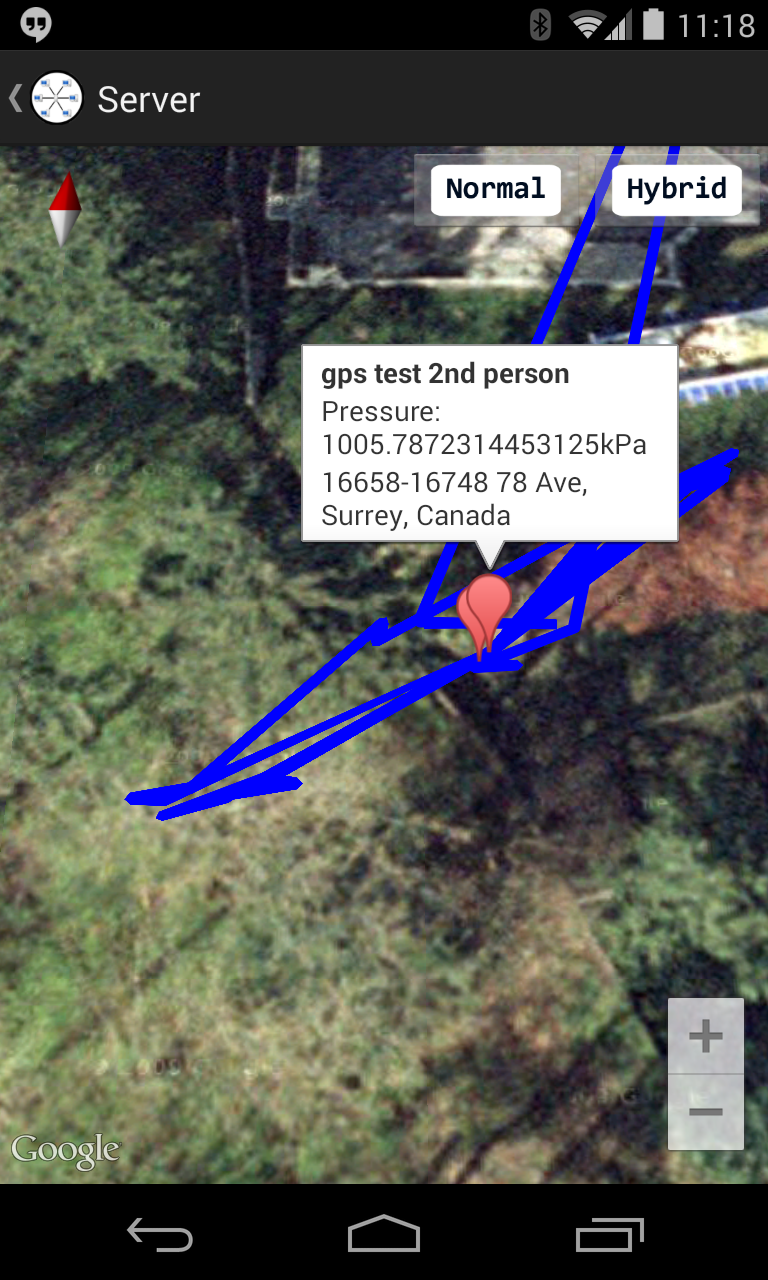 11:18
Server
Normal
Hybrid
gps test 2nd person
Pressure:
1005.7872314453125kPa
16658-16748 78 Ave,
Surrey, Canada
Google